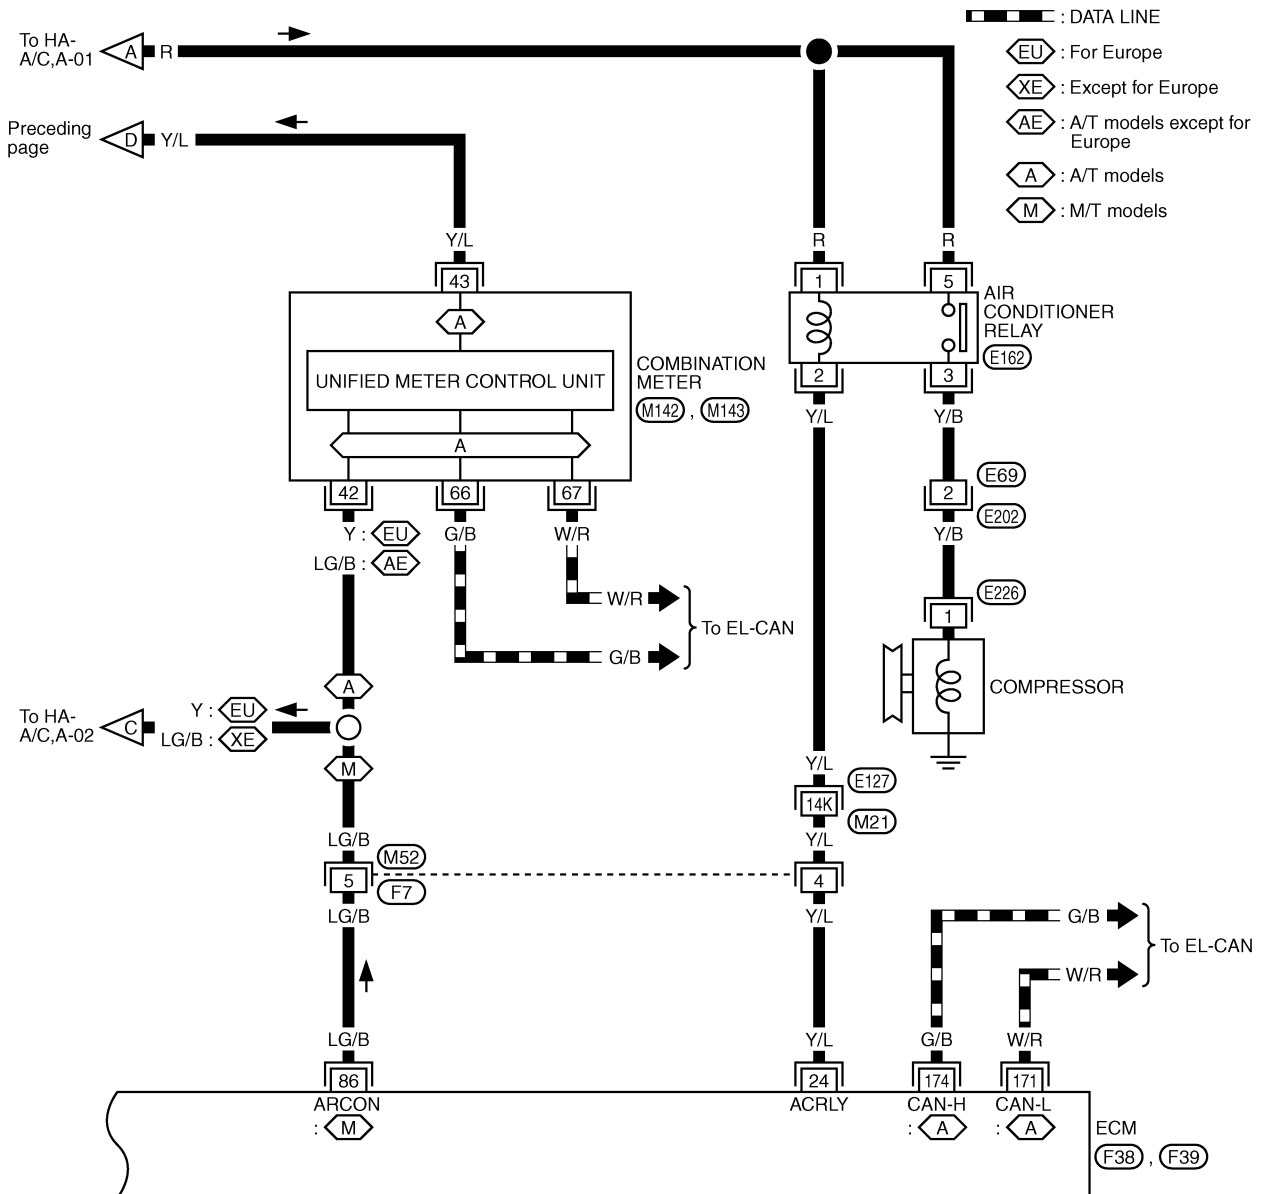 To HA-
A/C,A-01
A
R
: DATA LINE
EU : For Europe
XE : Except for Europe
AE : A/T models except for
Europe
A : A/T models
M : M/T models
Preceding
page
D
Y/L
Y/L
R
R
43
1
5
A
AIR
CONDITIONER
RELAY
E162
UNIFIED METER CONTROL UNIT
COMBINATION
METER
M142 , M143
A
2
3
Y/L
Y/B
42
66
67
E69
2
E202
Y : EU
G/B
W/R
Y/B
LG/B : AE
W/R
G/B
To EL-CAN
E226
1
COMPRESSOR
A
To HA-
A/C,A-02
C
Y : EU
LG/B : XE
M
Y/L
E127
14K
M21
LG/B
Y/L
M52
5
F7
4
LG/B
Y/L
G/B
W/R
To EL-CAN
LG/B
Y/L
G/B
W/R
86
24
174
171
ARCON
ACRLY
CAN-H
CAN-L
: M
: A
: A
ECM
F38 , F39